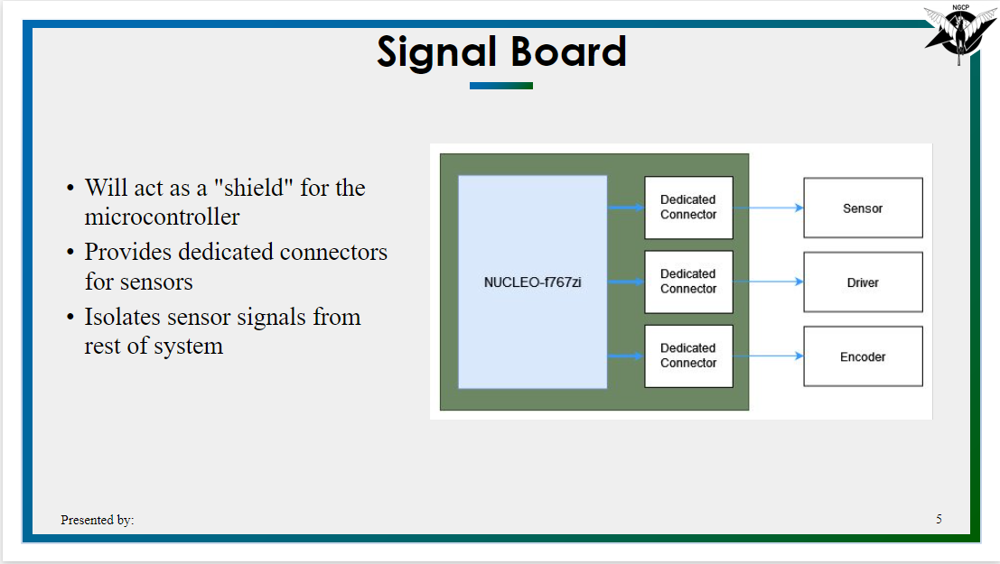 NGCP
Signal Board
• Will act as a "shield" for the
microcontroller
• Provides dedicated connectors
for sensors
• Isolates sensor signals from
rest of system
NUCLEO-f767zi
Dedicated
Connector
Sensor
Dedicated
Connector
Driver
Dedicated
Connector
Encoder
Presented by:
5